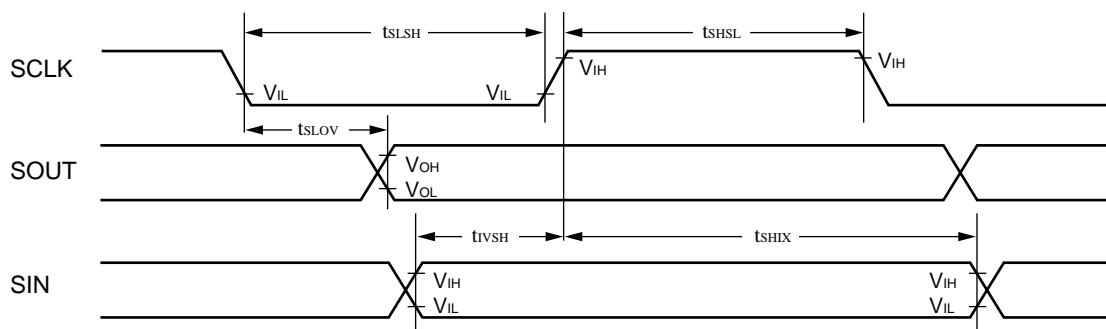 tSLSH
tSHSL
SCLK
VIH
VIH
VIL
VIL
tSLOV
SOUT
VOH
VOL
tIVSH
tSHIX
SIN
VIH
VIH
VIL
VIL